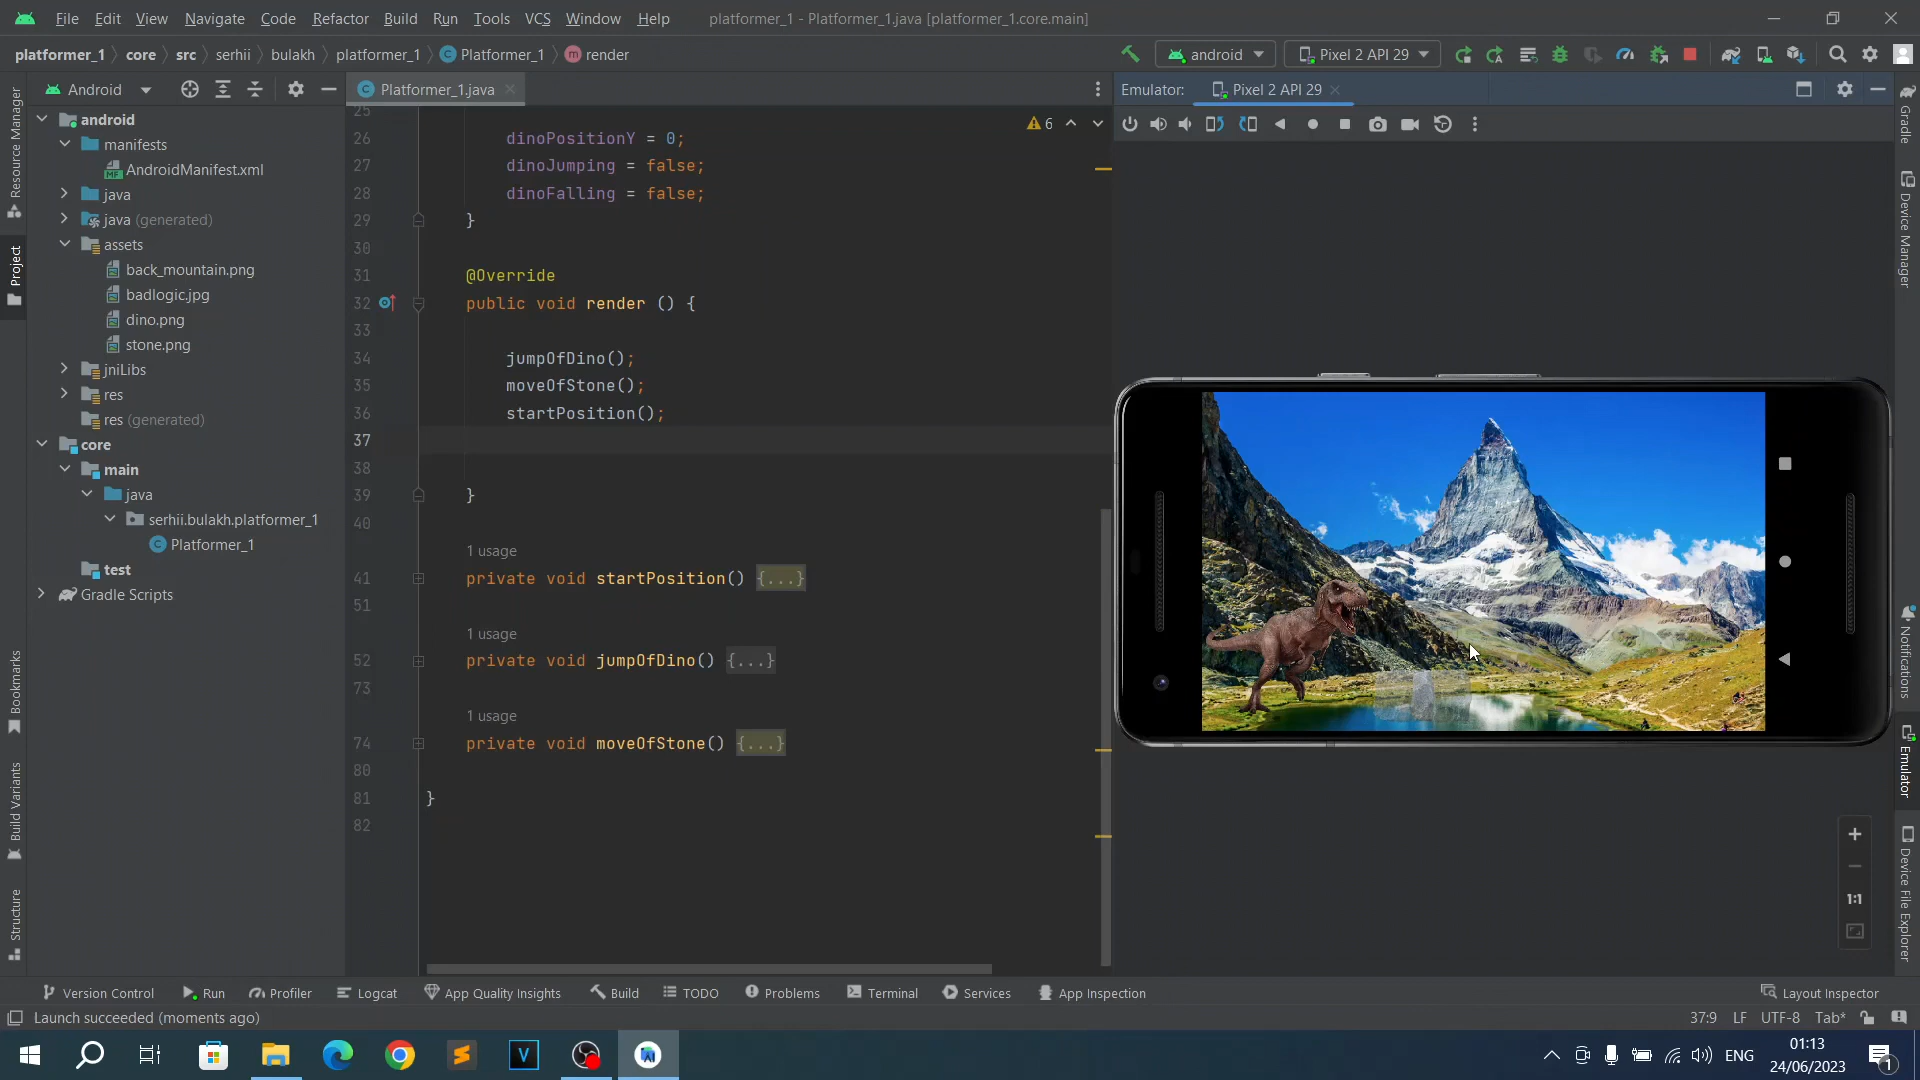 File Edit View Navigate Code Refactor Build Run Tools VCS Window Help platformer_1 - Platformer_1.java [platformer_1.core.main]
platformer_1 core src serhii bulakh platformer_1 Platformer_1 render android Pixel 2 API 29
Android Platformer_1.java Emulator: Pixel 2 API 29
android
manifests
AndroidManifest.xml
java
java (generated)
assets
back_mountain.png
badlogic.jpg
dino.png
stone.png
jniLibs
res
res (generated)
core
main
java
serhii.bulakh.platformer_1
Platformer_1
test
Gradle Scripts
Resource Manager
Project
Bookmarks
Build Variants
Structure
25
26 dinoPositionY = 0;
27 dinoJumping = false;
28 dinoFalling = false;
29 }
30
31 @Override
32 public void render () {
33
34 jumpOfDino();
35 moveOfStone();
36 startPosition();
37
38
39 }
40
1 usage
41 private void startPosition() {...}
51
1 usage
52 private void jumpOfDino() {...}
73
1 usage
74 private void moveOfStone() {...}
80
81 }
82
6
1:1
Gradle
Device Manager
Notifications
Emulator
Device File Explorer
Version Control Run Profiler Logcat App Quality Insights Build TODO Problems Terminal Services App Inspection Layout Inspector
Launch succeeded (moments ago) 37:9 LF UTF-8 Tab*
ENG 01:13
24/06/2023
1